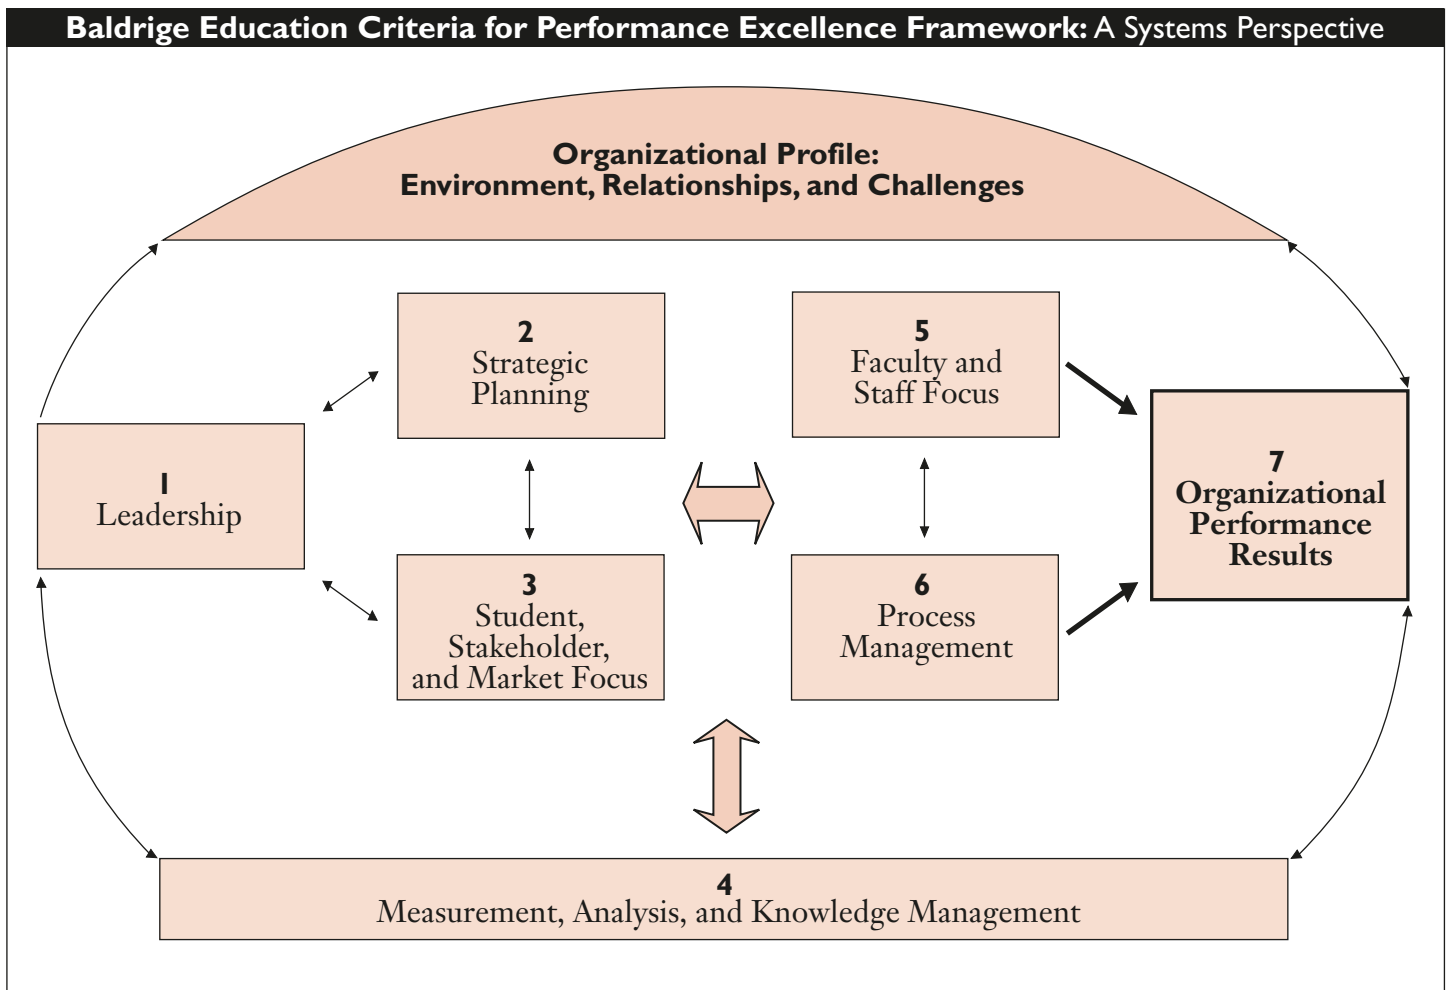 Baldrige Education Criteria for Performance Excellence Framework: A Systems Perspective
Organizational Profile:
Environment, Relationships, and Challenges
2
Strategic
Planning
5
Faculty and
Staff Focus
1
Leadership
7
Organizational
Performance
Results
3
Student,
Stakeholder,
and Market Focus
6
Process
Management
4
Measurement, Analysis, and Knowledge Management